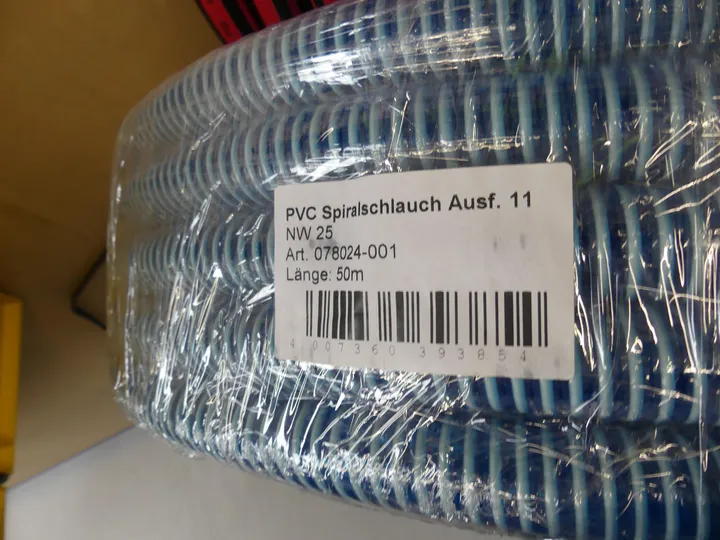 PVC Spiralschlauch Ausf. 11
NW 25
Art. 078024-001
Länge: 50m
4 007360 393854